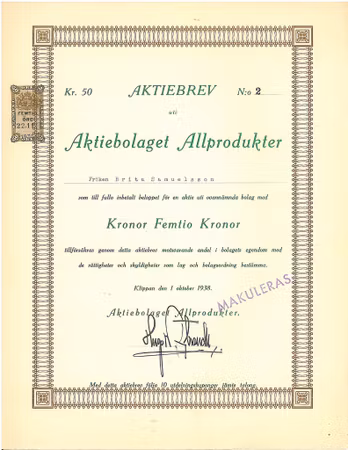 Kr. 50 AKTIEBREV N:o 2
uti
Aktiebolaget Allprodukter
Fröken Brita Samuelsson
som till fullo inbetalt beloppet för en aktie uti ovannämnda bolag med
Kronor Femtio Kronor
tillförsäkras genom detta aktiebrev motsvarande andel i bolagets egendom med
de rättigheter och skyldigheter som lag och bolagsordning bestämma.
Klippan den 1 oktober 1938.
Aktiebolaget Allprodukter.
MAKULERAS
Med detta aktiebrev följa 10 utdelningskuponger jämte talong.